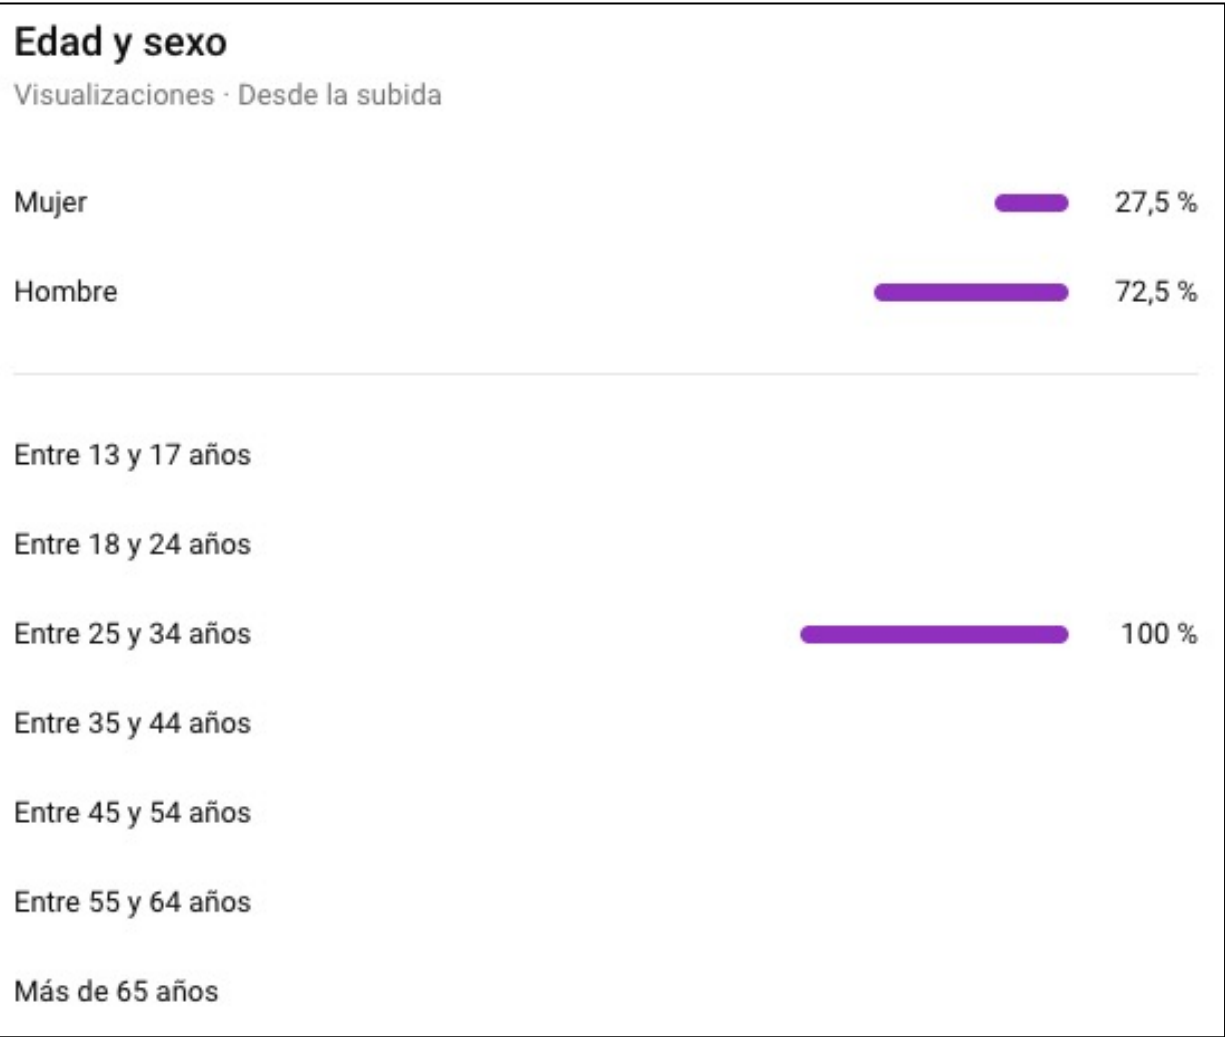 Edad y sexo
Visualizaciones · Desde la subida
Mujer 27,5 %
Hombre 72,5 %
Entre 13 y 17 años
Entre 18 y 24 años
Entre 25 y 34 años 100 %
Entre 35 y 44 años
Entre 45 y 54 años
Entre 55 y 64 años
Más de 65 años